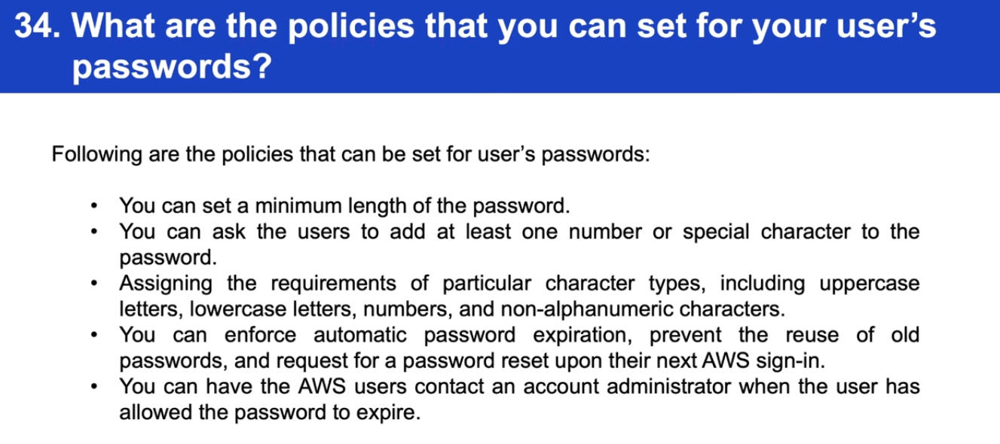 34. What are the policies that you can set for your user’s
passwords?
Following are the policies that can be set for user’s passwords:
• You can set a minimum length of the password.
• You can ask the users to add at least one number or special character to the
password.
• Assigning the requirements of particular character types, including uppercase
letters, lowercase letters, numbers, and non-alphanumeric characters.
• You can enforce automatic password expiration, prevent the reuse of old
passwords, and request for a password reset upon their next AWS sign-in.
• You can have the AWS users contact an account administrator when the user has
allowed the password to expire.